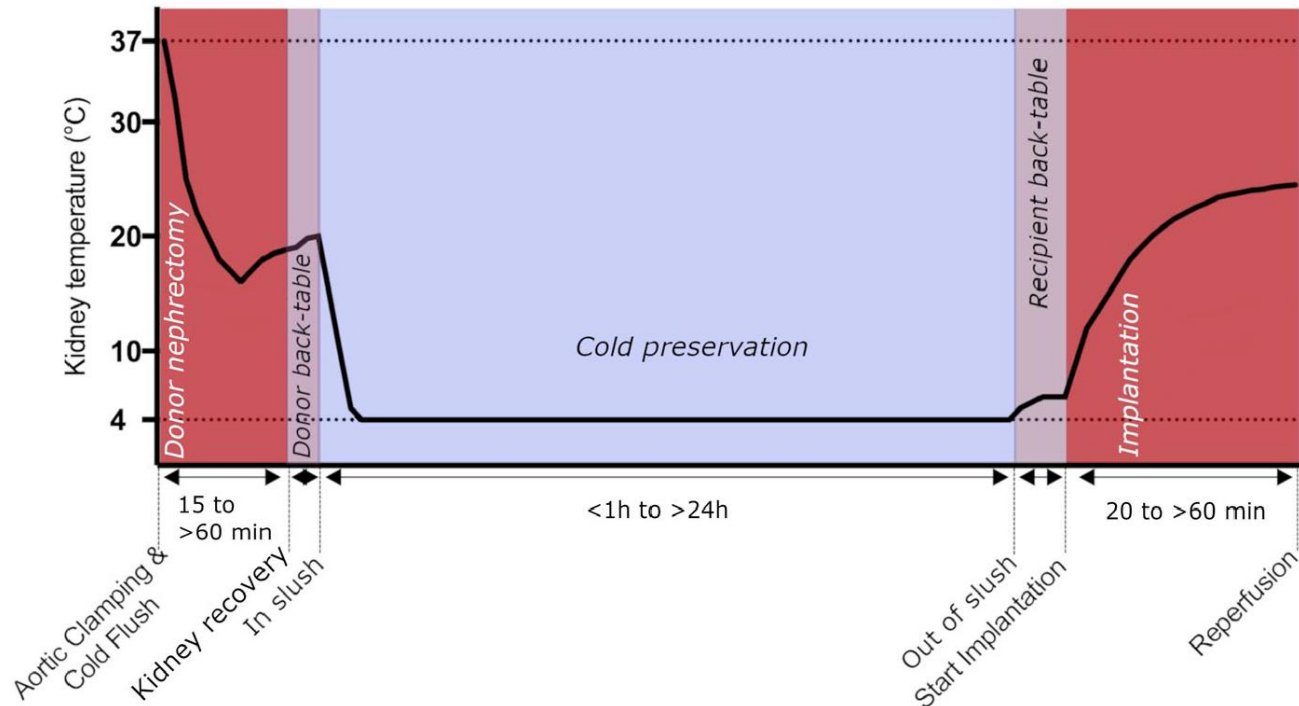 Kidney temperature (°C)
37
30
20
10
4
Donor nephrectomy
Donor back-table
Cold preservation
Recipient back-table
Implantation
15 to
>60 min
<1h to >24h
20 to >60 min
Aortic Clamping &
Cold Flush
Kidney recovery
In slush
Out of slush
Start Implantation
Reperfusion